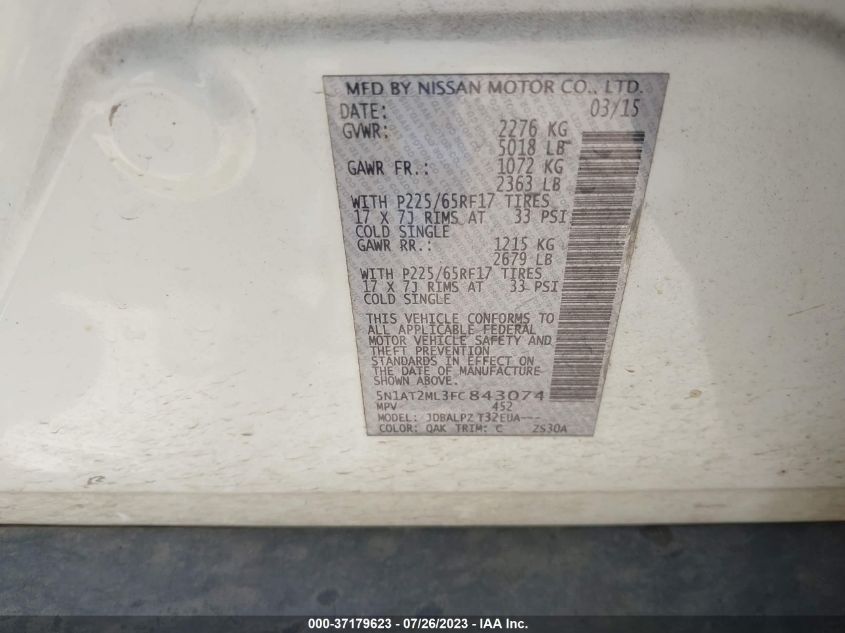 MFD BY NISSAN MOTOR CO., LTD.
DATE: 03/15
GVWR: 2276 KG
5018 LB
GAWR FR.: 1072 KG
2363 LB
WITH P225/65RF17 TIRES
17 X 7J RIMS AT 33 PSI
COLD SINGLE
GAWR RR.: 1215 KG
2679 LB
WITH P225/65RF17 TIRES
17 X 7J RIMS AT 33 PSI
COLD SINGLE
THIS VEHICLE CONFORMS TO
ALL APPLICABLE FEDERAL
MOTOR VEHICLE SAFETY AND
THEFT PREVENTION
STANDARDS IN EFFECT ON
THE DATE OF MANUFACTURE
SHOWN ABOVE.
5N1AT2ML3FC843074
MPV 452
MODEL: JDBALPZ T32EUA---
COLOR: QAK TRIM: C 2S30A
000-37179623 - 07/26/2023 - IAA Inc.